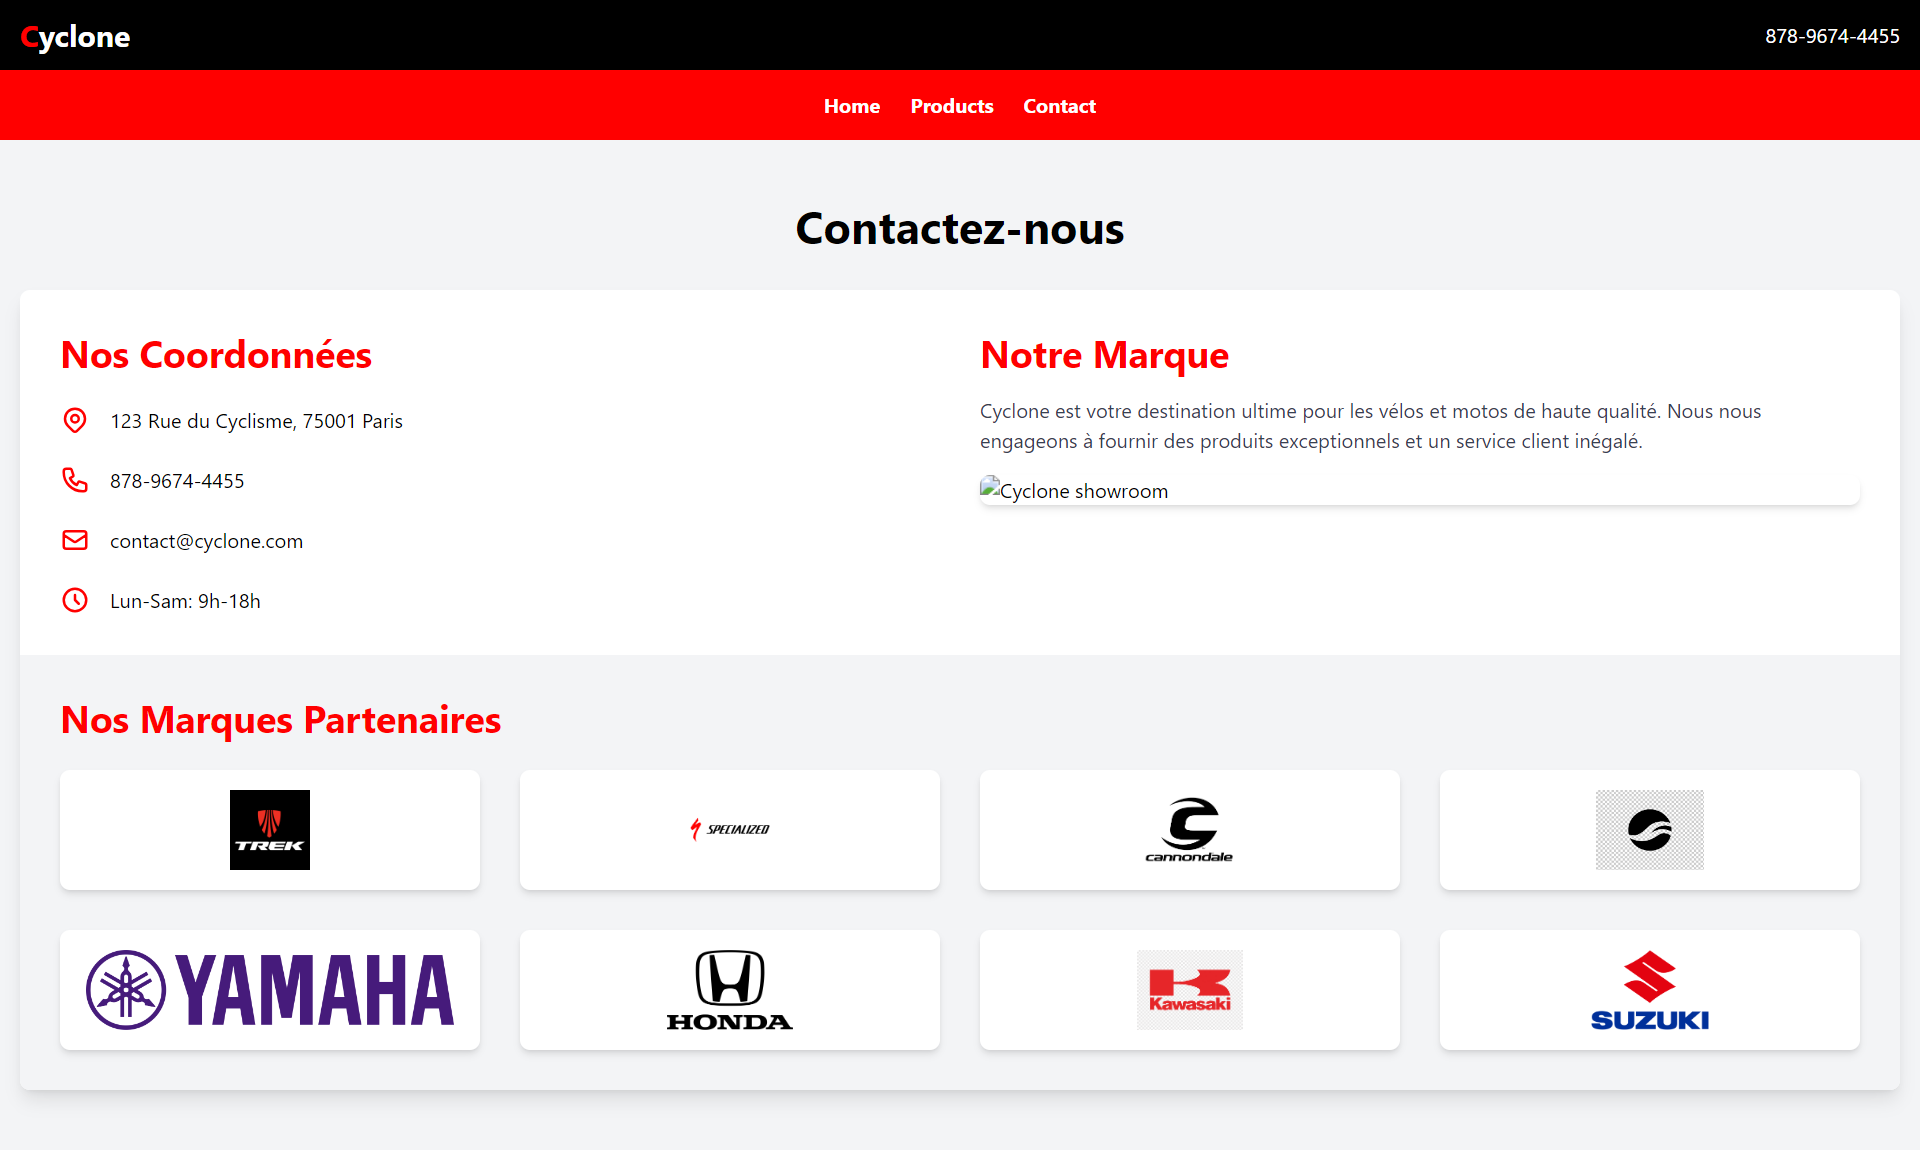 Cyclone
878-9674-4455
Home Products Contact
Contactez-nous
Nos Coordonnées
123 Rue du Cyclisme, 75001 Paris
878-9674-4455
contact@cyclone.com
Lun-Sam: 9h-18h
Notre Marque
Cyclone est votre destination ultime pour les vélos et motos de haute qualité. Nous nous
engageons à fournir des produits exceptionnels et un service client inégalé.
Cyclone showroom
Nos Marques Partenaires
TREK
SPECIALIZED
cannondale
YAMAHA
HONDA
Kawasaki
SUZUKI